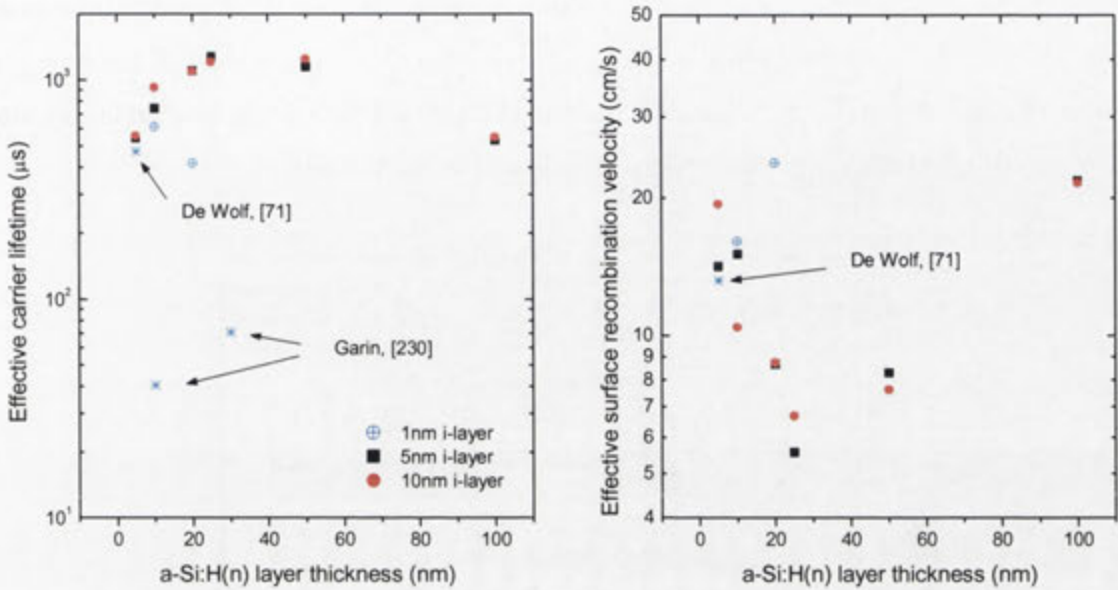 Effective carrier lifetime (µs)
10³
10²
10¹
De Wolf, [71]
Garin, [230]
1nm i-layer
5nm i-layer
10nm i-layer
0 20 40 60 80 100
a-Si:H(n) layer thickness (nm)
Effective surface recombination velocity (cm/s)
50
40
30
20
10
9
8
7
6
5
4
De Wolf, [71]
0 20 40 60 80 100
a-Si:H(n) layer thickness (nm)